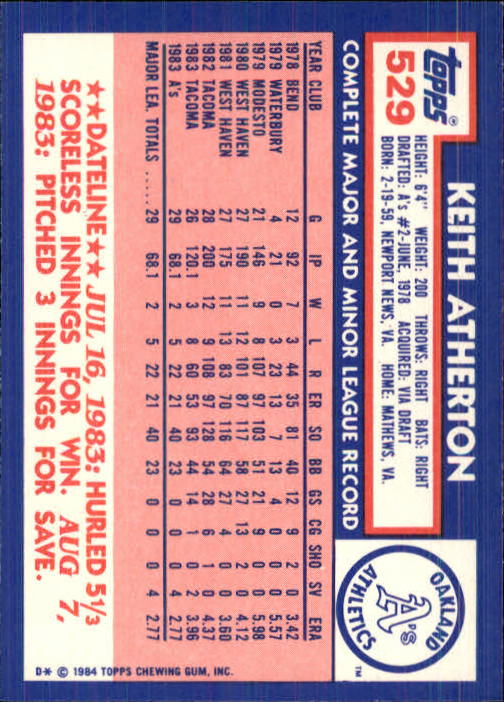 topps®
529
KEITH ATHERTON
HEIGHT: 6'4" WEIGHT: 200 THROWS: RIGHT BATS: RIGHT
DRAFTED: A's #2-JUNE, 1978 ACQUIRED: VIA DRAFT
BORN: 2-19-59, NEWPORT NEWS, VA. HOME: MATHEWS, VA.
OAKLAND
A's
ATHLETICS
TM
COMPLETE MAJOR AND MINOR LEAGUE RECORD
YEAR CLUB G IP W L R ER SO BB GS CG SHO SV ERA
1978 BEND 12 92 7 3 44 35 81 40 12 9 2 0 3.42
1978 WATERBURY 4 21 0 3 23 13 7 13 4 0 0 0 5.57
1979 MODESTO 21 146 9 8 107 97 103 51 21 9 0 0 5.98
1980 WEST HAVEN 27 190 11 12 101 87 117 58 27 13 2 0 4.12
1981 WEST HAVEN 27 175 11 13 83 70 116 64 3.60
1982 TACOMA 28 200 12 9 108 97 128 54 28 6 1 0 4.37
1983 TACOMA 26 120.1 3 8 60 53 93 44 14 1 0 2 3.96
1983 A's 29 68.1 2 5 22 21 40 23 0 0 0 4 2.77
MAJOR LEA. TOTALS ..... 29 68.1 2 5 22 21 40 23 0 0 0 4 2.77
★★DATELINE★★ JUL 16, 1983: HURLED 5⅓
SCORELESS INNINGS FOR WIN. AUG 7,
1983: PITCHED 3 INNINGS FOR SAVE.
D* © 1984 TOPPS CHEWING GUM, INC.